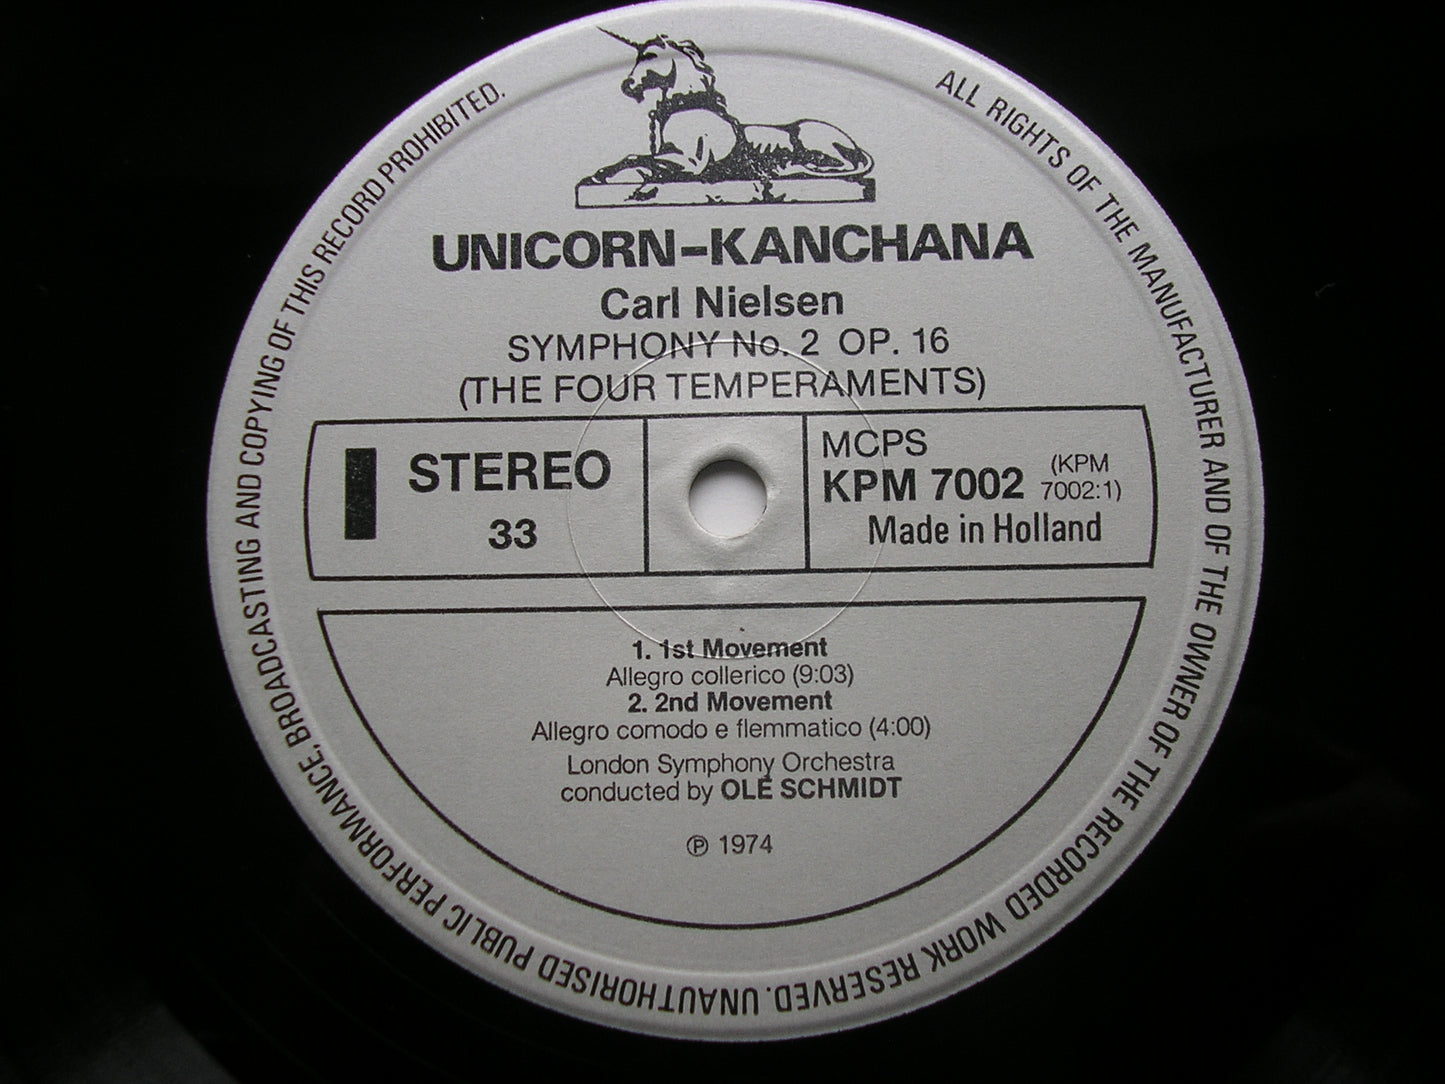 UNICORN-KANCHANA
Carl Nielsen
SYMPHONY No. 2 OP. 16
(THE FOUR TEMPERAMENTS)
STEREO
33
MCPS
KPM 7002
(KPM
7002:1)
Made in Holland
1. 1st Movement
Allegro collerico (9:03)
2. 2nd Movement
Allegro comodo e flemmatico (4:00)
London Symphony Orchestra
conducted by OLE SCHMIDT
℗ 1974
ALL RIGHTS OF THE MANUFACTURER AND OF THE OWNER OF THE RECORDED WORK RESERVED. UNAUTHORISED PUBLIC PERFORMANCE, BROADCASTING AND COPYING OF THIS RECORD PROHIBITED.